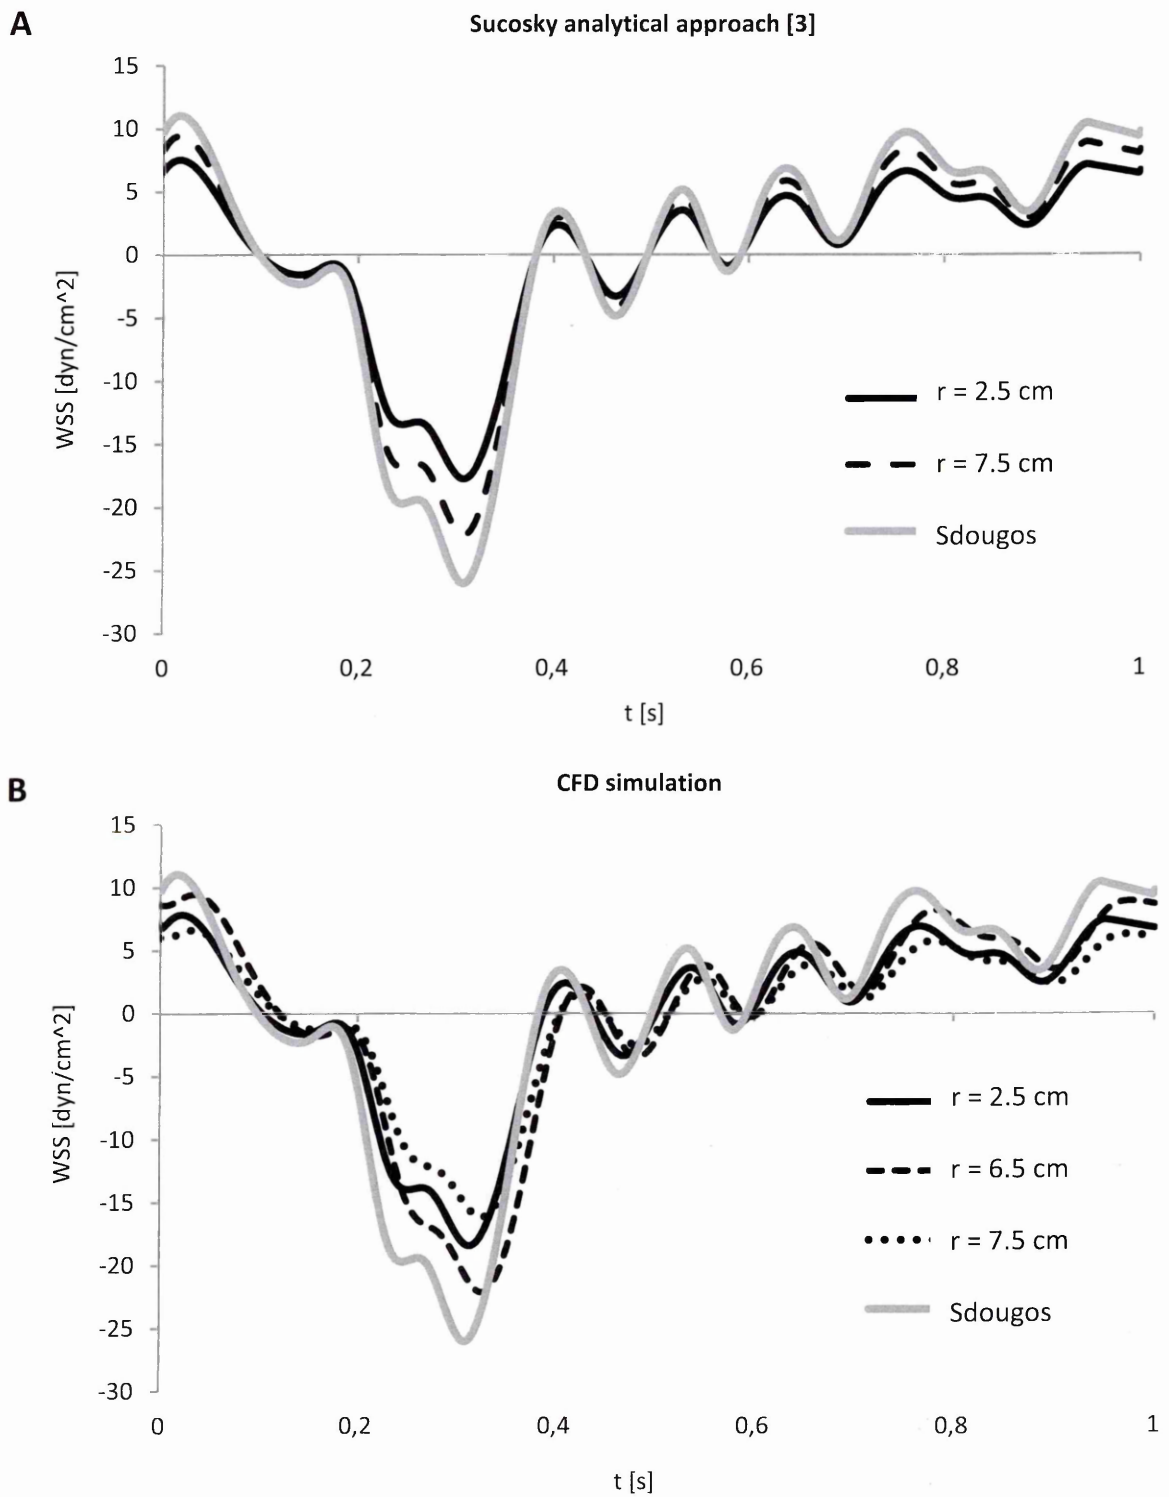 A
Sucosky analytical approach [3]
15
10
5
0
-5
-10
-15
-20
-25
-30
WSS [dyn/cm^2]
r = 2.5 cm
r = 7.5 cm
Sdougos
0 0,2 0,4 0,6 0,8 1
t [s]
B
CFD simulation
15
10
5
0
-5
-10
-15
-20
-25
-30
WSS [dyn/cm^2]
r = 2.5 cm
r = 6.5 cm
r = 7.5 cm
Sdougos
0 0,2 0,4 0,6 0,8 1
t [s]